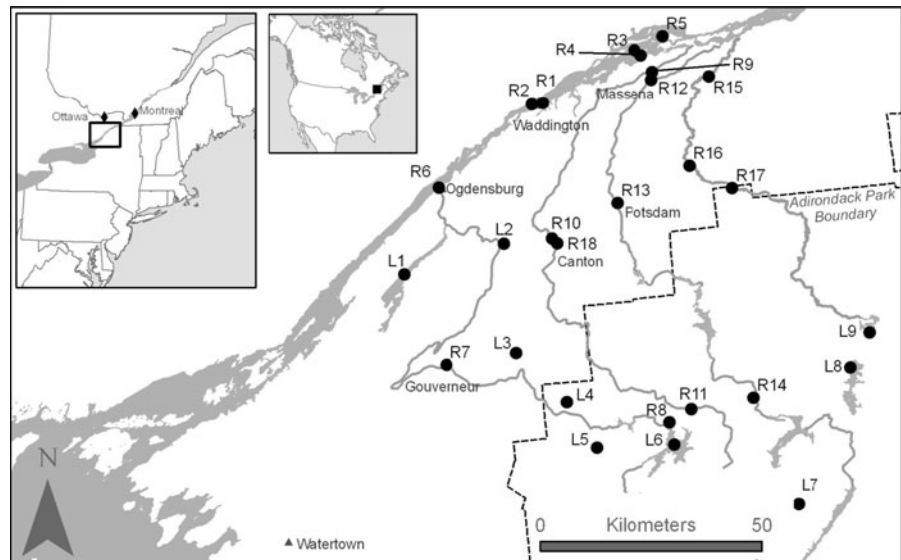 Ottawa
Montreal
R5
R3
R4
R9
R1
R2
Massena
R12
R15
Waddington
R16
R6
Ogdensburg
R17
R13
Potsdam
Adirondack Park
Boundary
L2
R10
R18
Canton
L1
L9
L3
R7
L8
Gouverneur
R14
L4
R11
R8
L5
L6
N
L7
0
Kilometers
50
Watertown